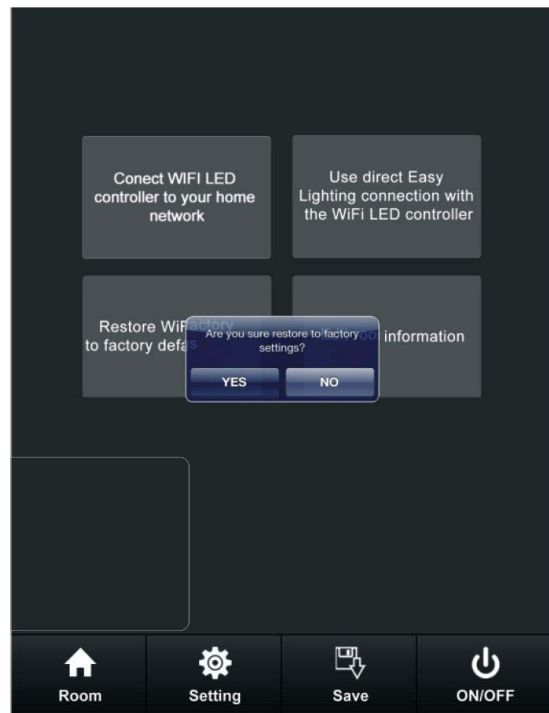 Conect WIFI LED
controller to your home
network
Use direct Easy
Lighting connection with
the WiFi LED controller
Restore WiFi
to factory defa
information
Are you sure restore to factory
settings?
YES
NO
Room
Setting
Save
ON/OFF